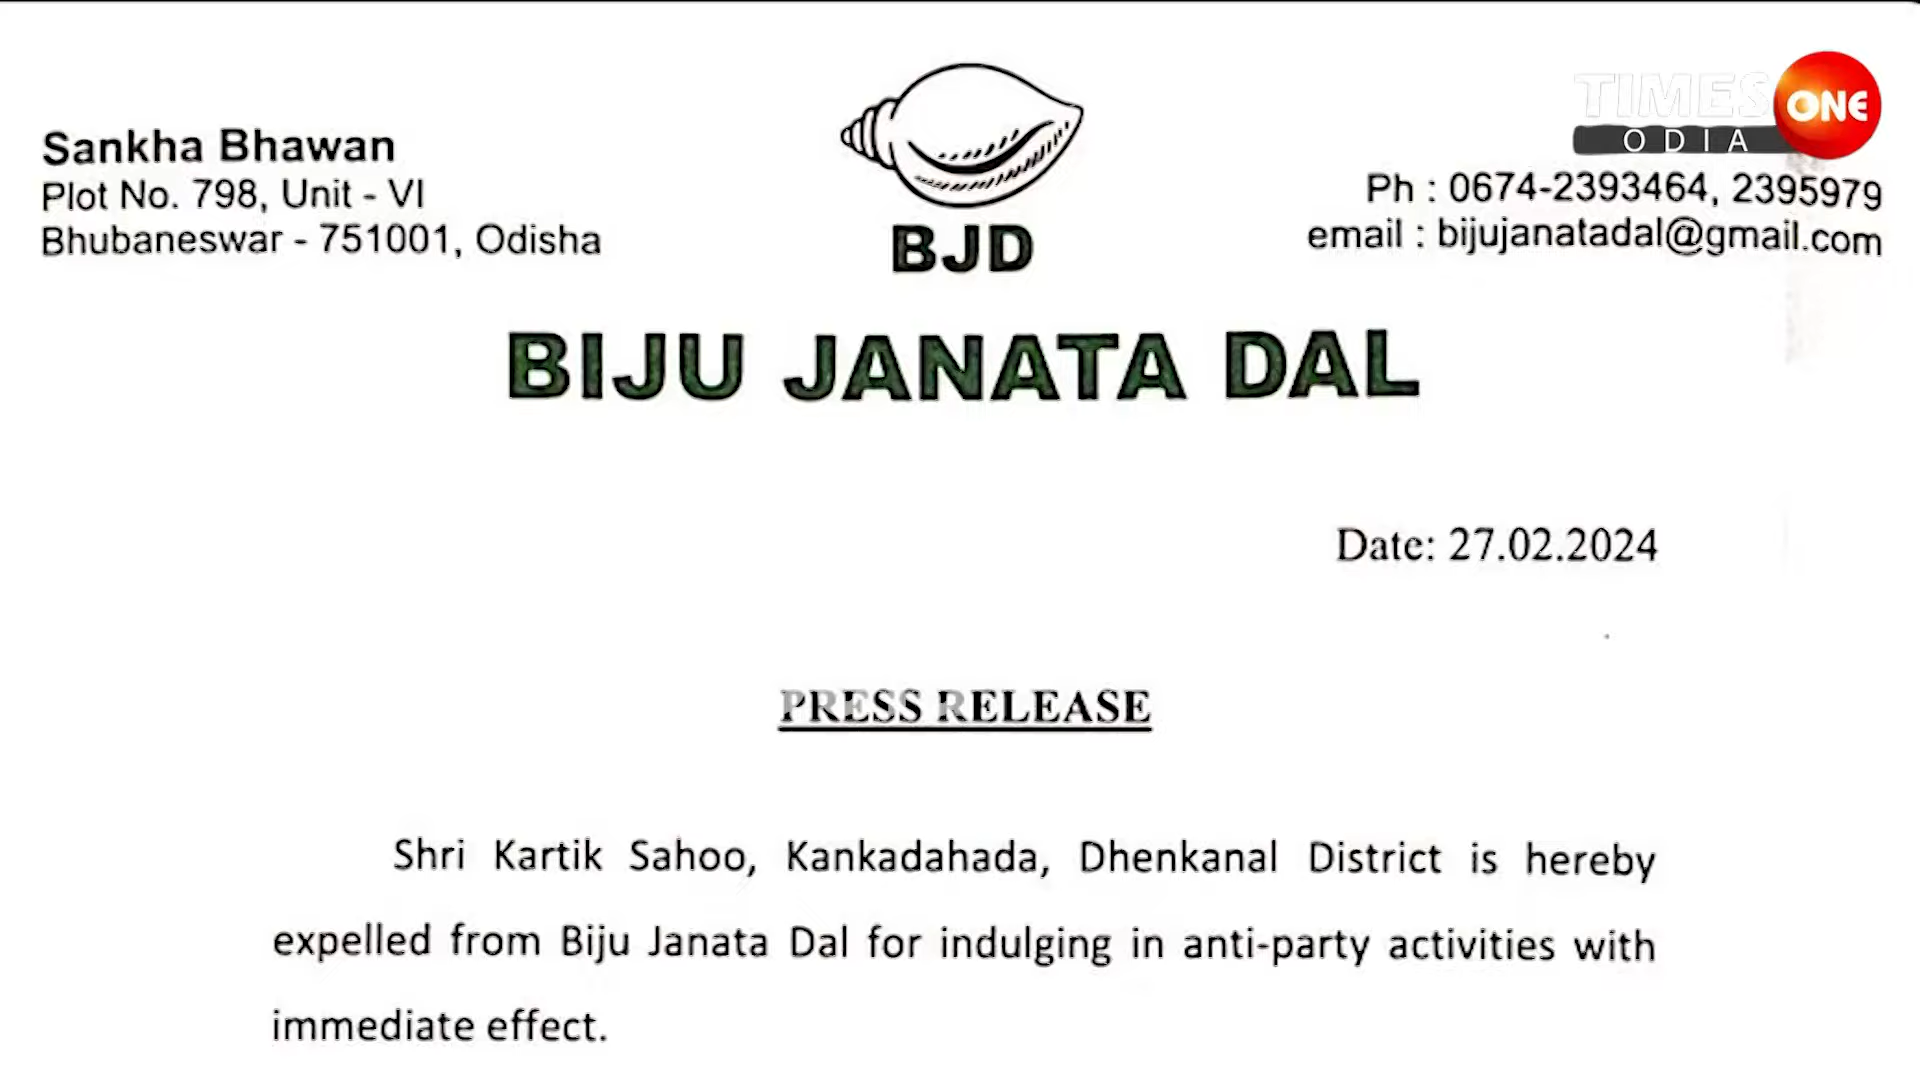 TIMES ONE
ODIA
Sankha Bhawan
Plot No. 798, Unit - VI
Bhubaneswar - 751001, Odisha
BJD
Ph : 0674-2393464, 2395979
email : bijujanatadal@gmail.com
BIJU JANATA DAL
Date: 27.02.2024
PRESS RELEASE
Shri Kartik Sahoo, Kankadahada, Dhenkanal District is hereby
expelled from Biju Janata Dal for indulging in anti-party activities with
immediate effect.